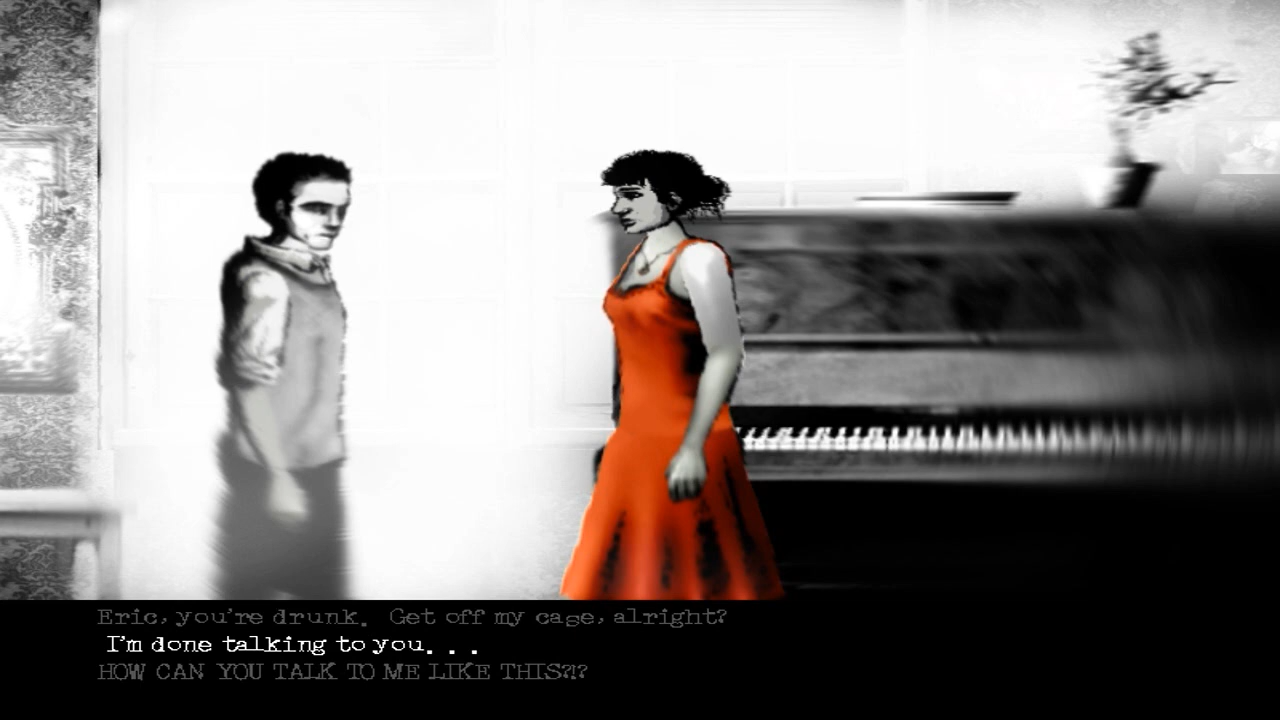 Eric, you're drunk. Get off my case, alright?
I'm done talking to you. . .
HOW CAN YOU TALK TO ME LIKE THIS?!?